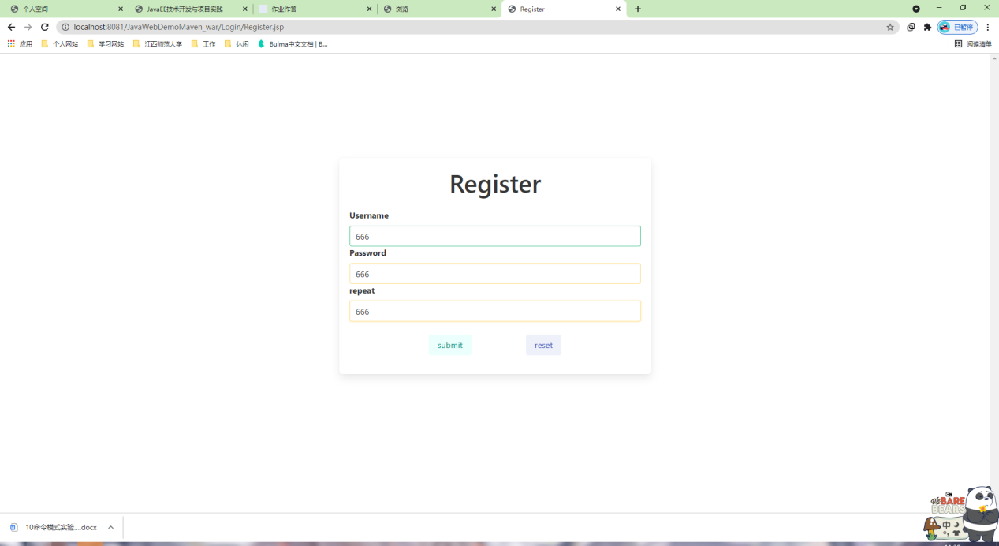 个人空间
JavaEE技术开发与项目实践
作业作答
浏览
Register
localhost:8081/JavaWebDemoMaven_war/Login/Register.jsp
已暂停
应用 个人网站 学习网站 江西师范大学 工作 休闲 Bulma中文文档 | B...
阅读清单
Register
Username
666
Password
666
repeat
666
submit reset
10命令模式实验....docx
We BARE
BEARS
中